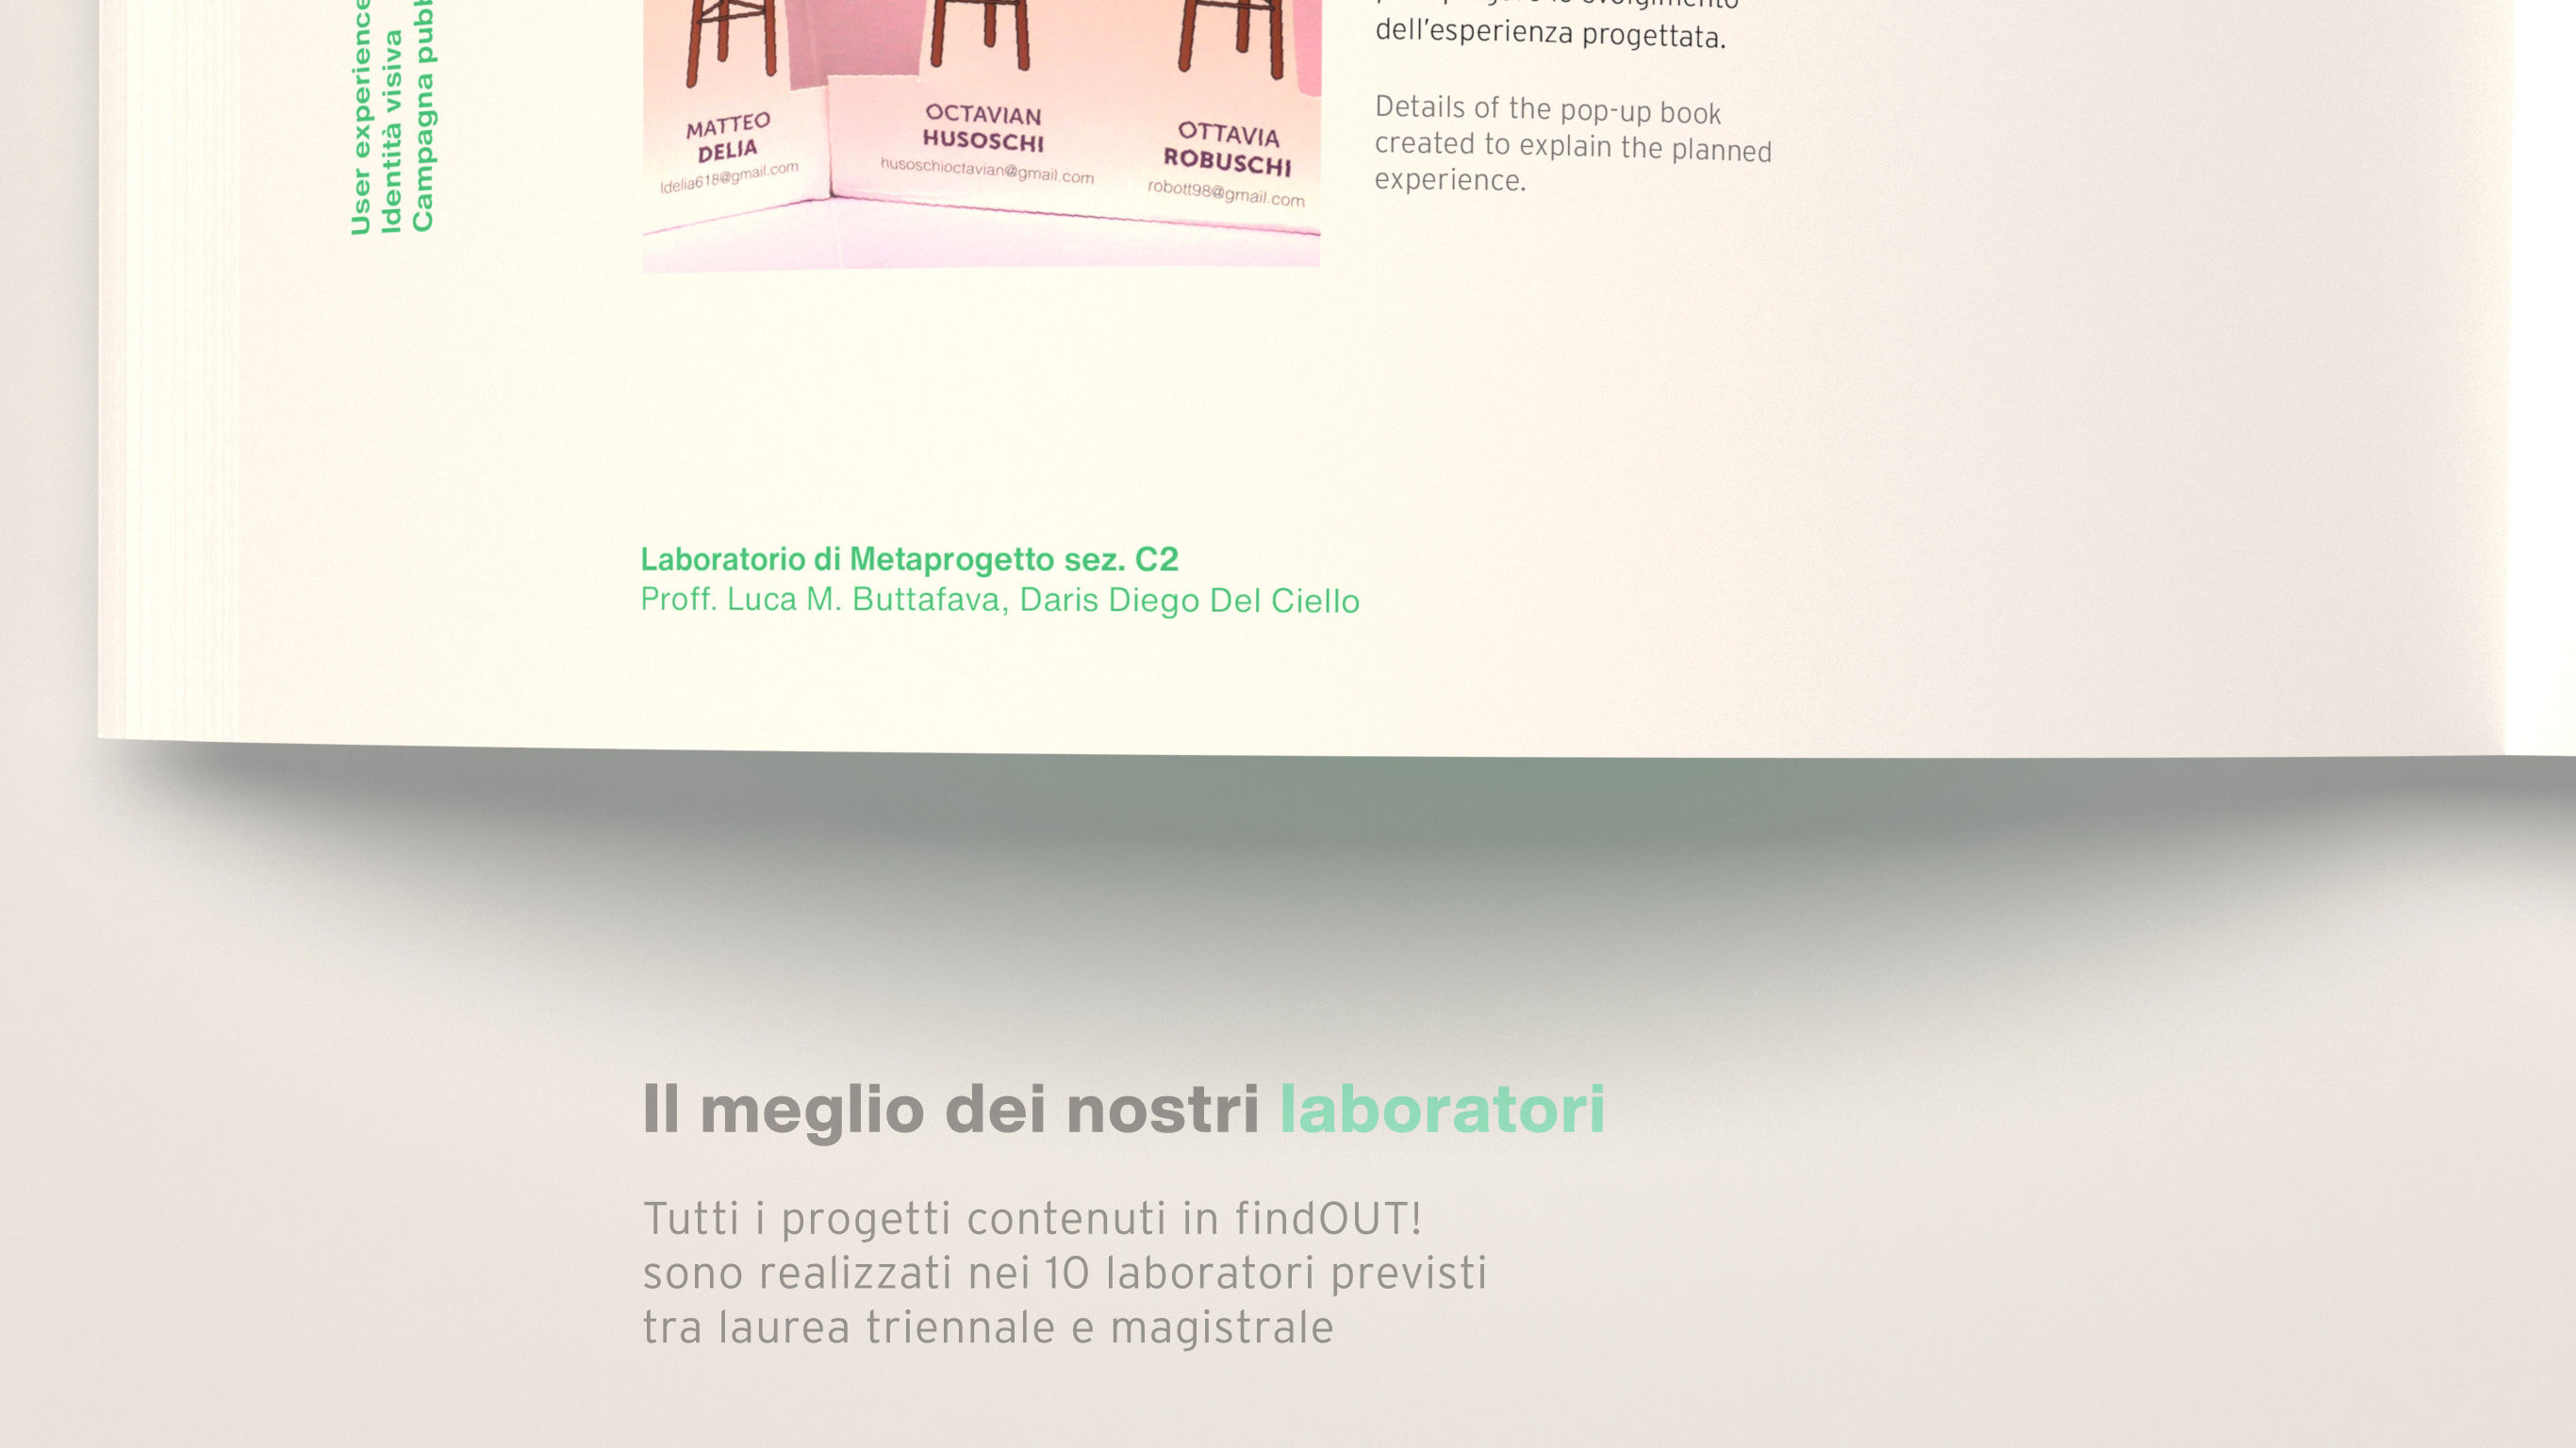 User experience
Identità visiva
Campagna
MATTEO
DELIA
ldelia618@gmail.com
OCTAVIAN
HUSOSCHI
husoschioctavian@gmail.com
OTTAVIA
ROBUSCHI
robott98@gmail.com
svolgimento
dell'esperienza progettata.
Details of the pop-up book
created to explain the planned
experience.
Laboratorio di Metaprogetto sez. C2
Proff. Luca M. Buttafava, Daris Diego Del Ciello
Il meglio dei nostri laboratori
Tutti i progetti contenuti in findOUT!
sono realizzati nei 10 laboratori previsti
tra laurea triennale e magistrale